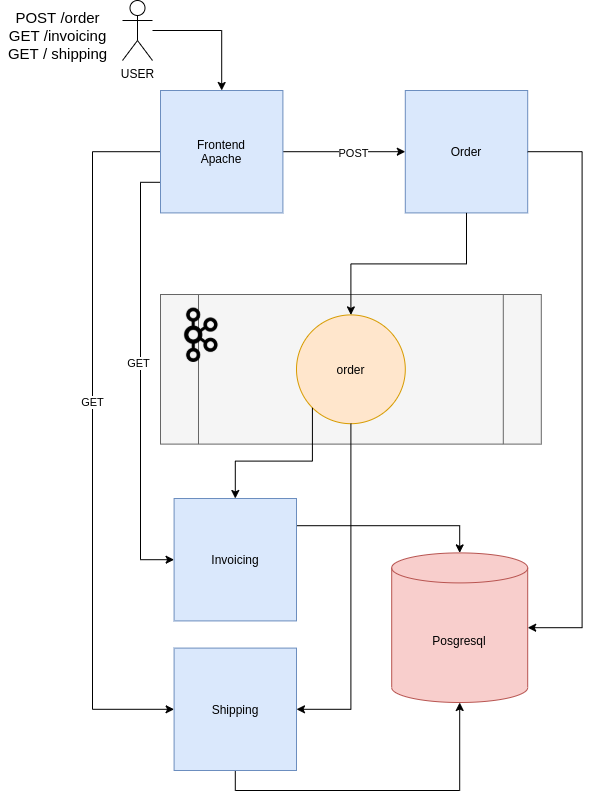 POST /order
GET /invoicing
GET / shipping
USER
Frontend
Apache
POST
Order
order
GET
GET
Invoicing
Posgresql
Shipping